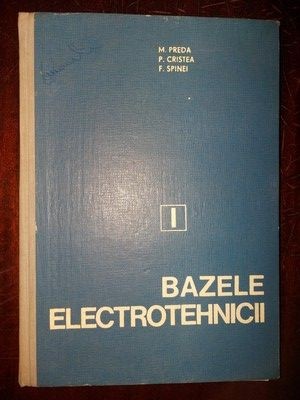 M. PREDA
P. CRISTEA
F. SPINEI
I
BAZELE
ELECTROTEHNICII